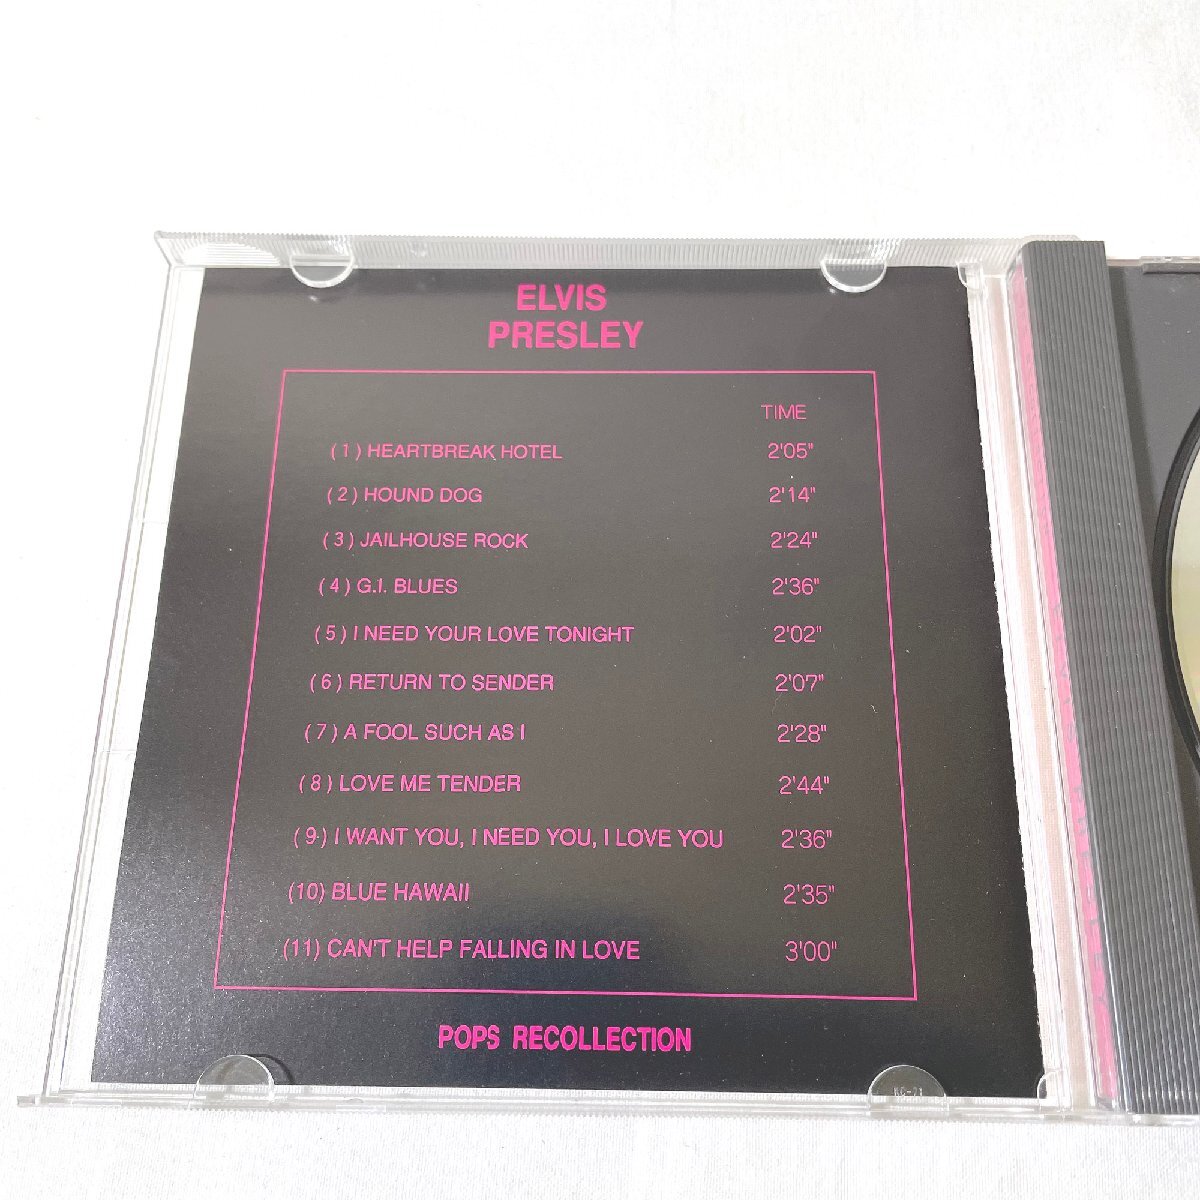 ELVIS
PRESLEY
TIME
(1) HEARTBREAK HOTEL 2'05"
(2) HOUND DOG 2'14"
(3) JAILHOUSE ROCK 2'24"
(4) G.I. BLUES 2'36"
(5) I NEED YOUR LOVE TONIGHT 2'02"
(6) RETURN TO SENDER 2'07"
(7) A FOOL SUCH AS I 2'28"
(8) LOVE ME TENDER 2'44"
(9) I WANT YOU, I NEED YOU, I LOVE YOU 2'36"
(10) BLUE HAWAII 2'35"
(11) CAN'T HELP FALLING IN LOVE 3'00"
POPS RECOLLECTION